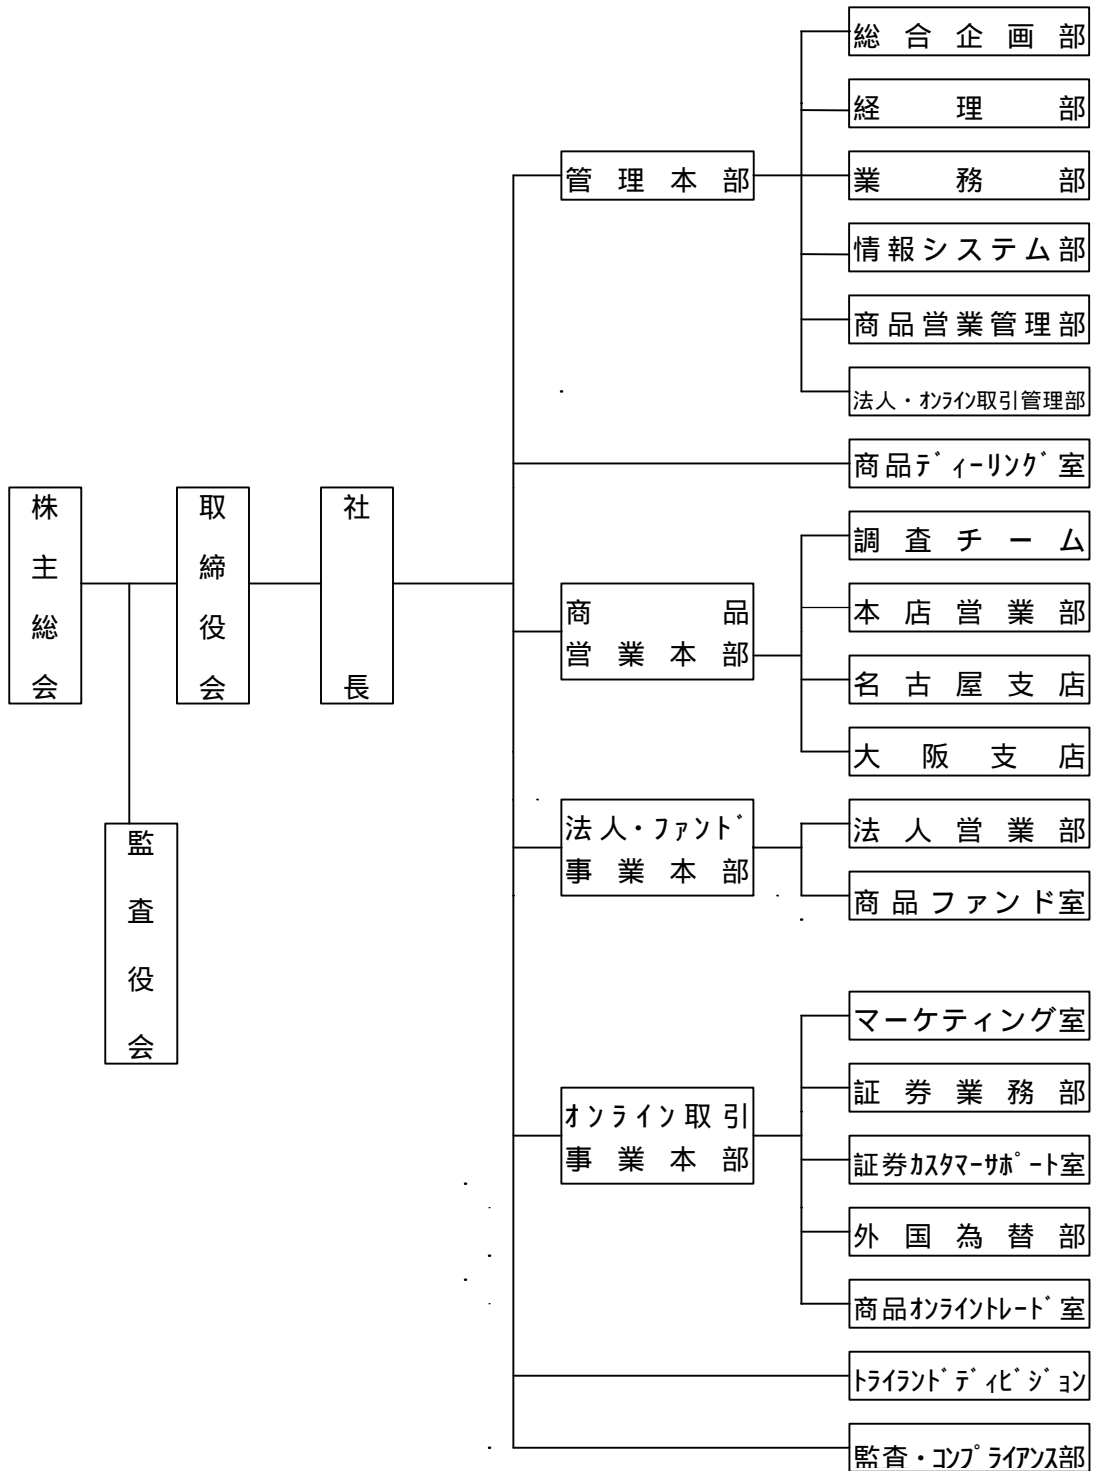 株主総会
監査役会
取締役会
社長
管理本部
総合企画部
経理部
業務部
情報システム部
商品営業管理部
法人・ｵﾝﾗｲﾝ取引管理部
商品ﾃﾞｨｰﾘﾝｸﾞ室
商品
営業本部
調査チーム
本店営業部
名古屋支店
大阪支店
法人・ﾌｧﾝﾄﾞ
事業本部
法人営業部
商品ファンド室
オンライン取引
事業本部
マーケティング室
証券業務部
証券ｶｽﾀﾏｰｻﾎﾟｰﾄ室
外国為替部
商品ｵﾝﾗｲﾝﾄﾚｰﾄﾞ室
ﾄﾗｲﾗﾝﾄﾞﾃﾞｨﾋﾞｼﾞｮﾝ
監査・ｺﾝﾌﾟﾗｲｱﾝｽ部